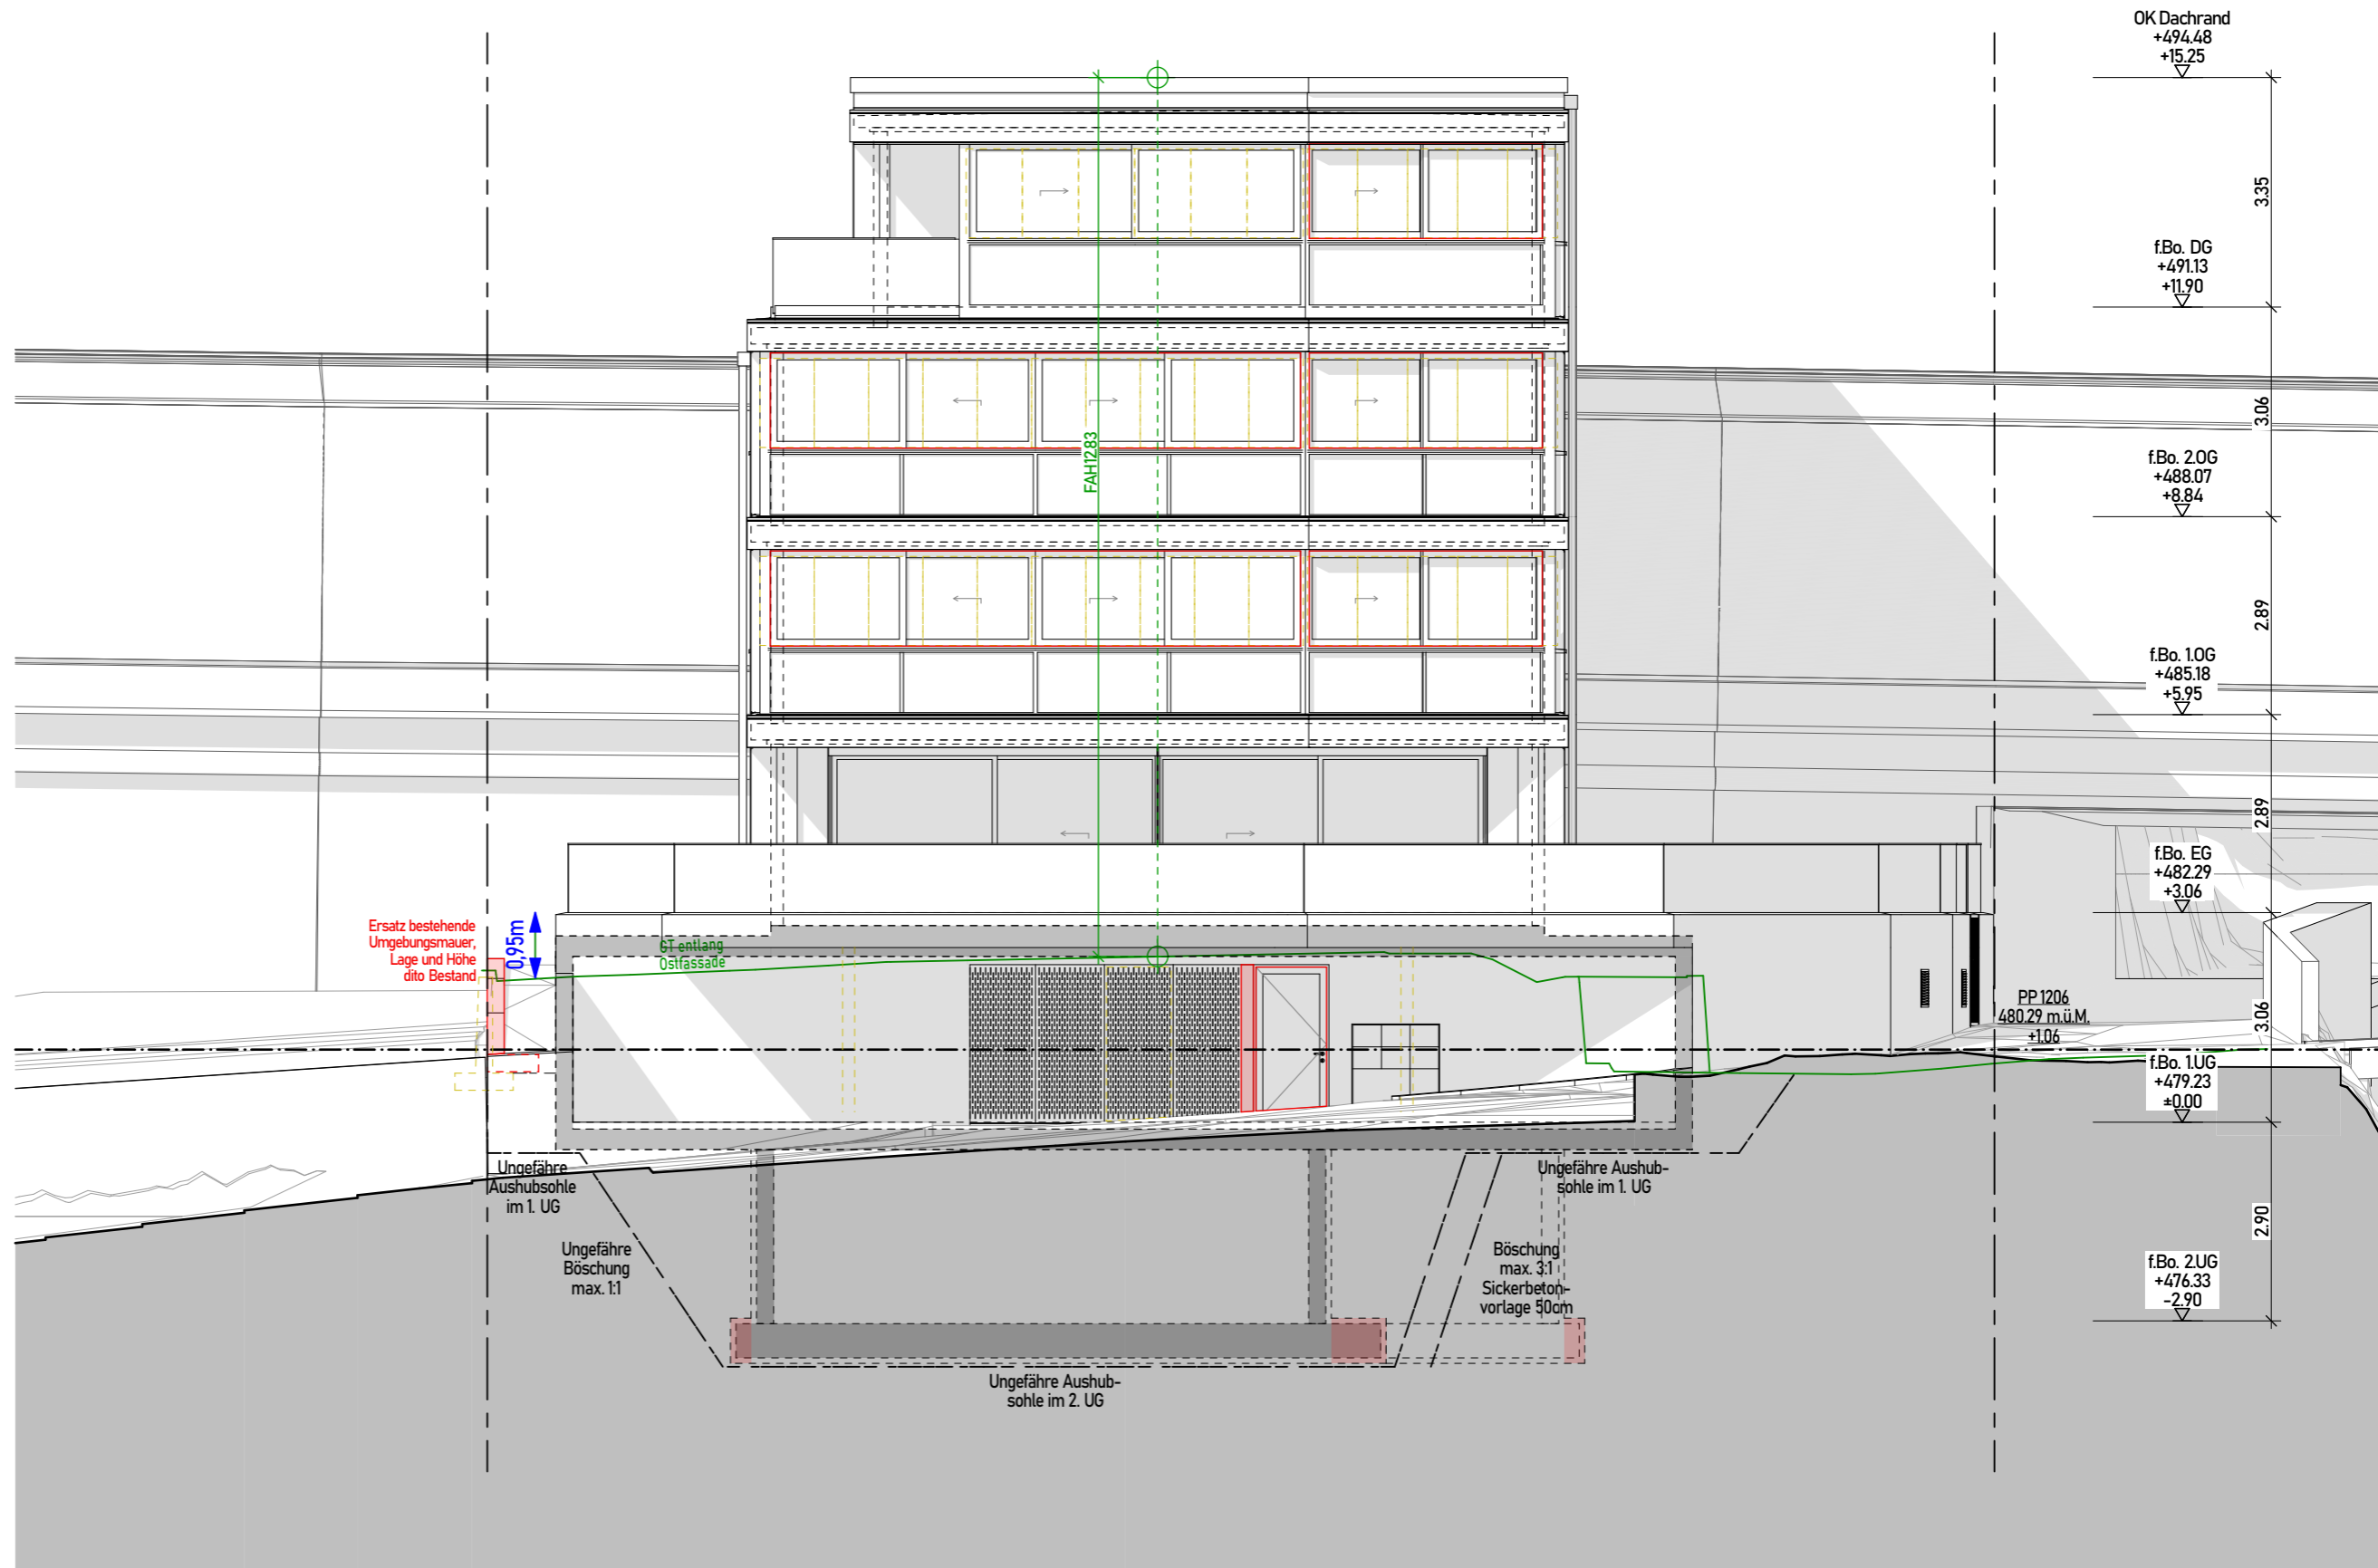 OK Dachrand
+494.48
+15.25
3.35
f.Bo. DG
+491.13
+11.90
3.06
FAH12.83
f.Bo. 2.OG
+488.07
+8.84
2.89
f.Bo. 1.OG
+485.18
+5.95
2.89
f.Bo. EG
+482.29
+3.06
Ersatz bestehende
Umgebungsmauer,
Lage und Höhe
dito Bestand
0,95m
GT entlang
Ostfassade
PP 1206
480.29 m.ü.M.
+1.06
3.06
f.Bo. 1.UG
+479.23
±0.00
Ungefähre
Aushubsohle
im 1. UG
Ungefähre Aushub-
sohle im 1. UG
2.90
Ungefähre
Böschung
max. 1:1
Böschung
max. 3:1
Sickerbeton-
vorlage 50cm
f.Bo. 2.UG
+476.33
-2.90
Ungefähre Aushub-
sohle im 2. UG